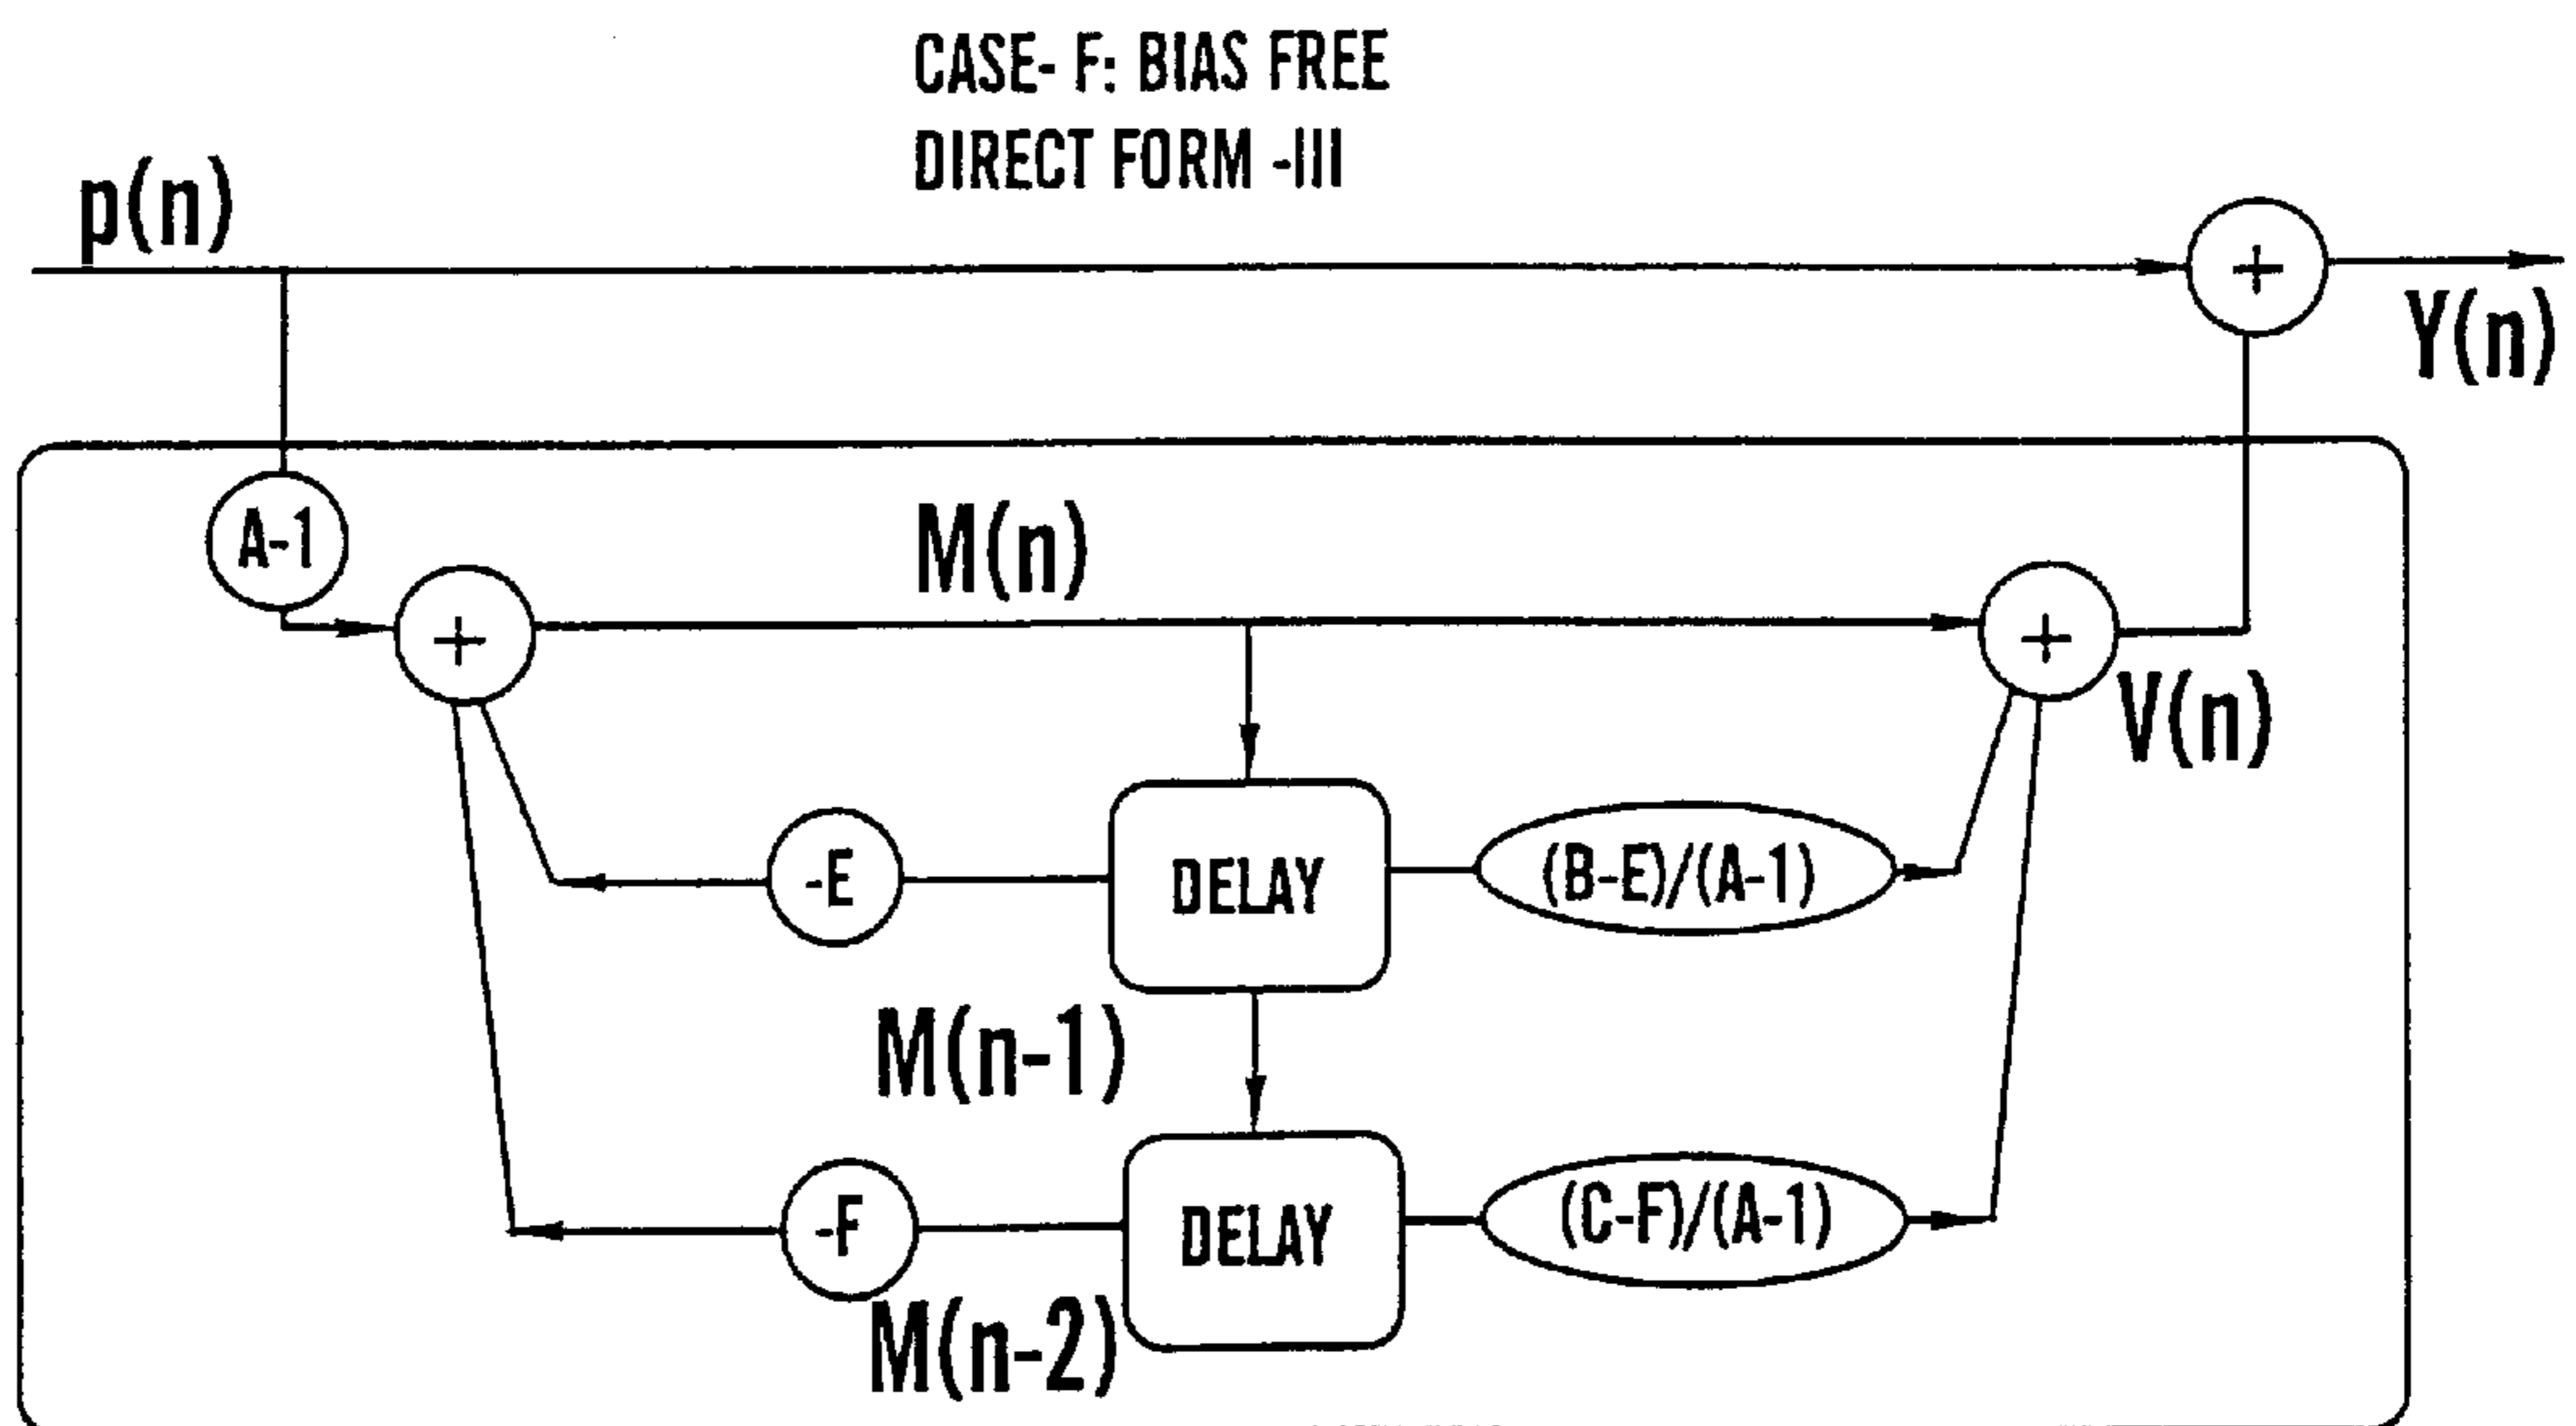 CASE- F: BIAS FREE
DIRECT FORM -III
p(n)
+
Y(n)
A-1
M(n)
+
+
V(n)
-E
DELAY
(B-E)/(A-1)
M(n-1)
-F
DELAY
(C-F)/(A-1)
M(n-2)